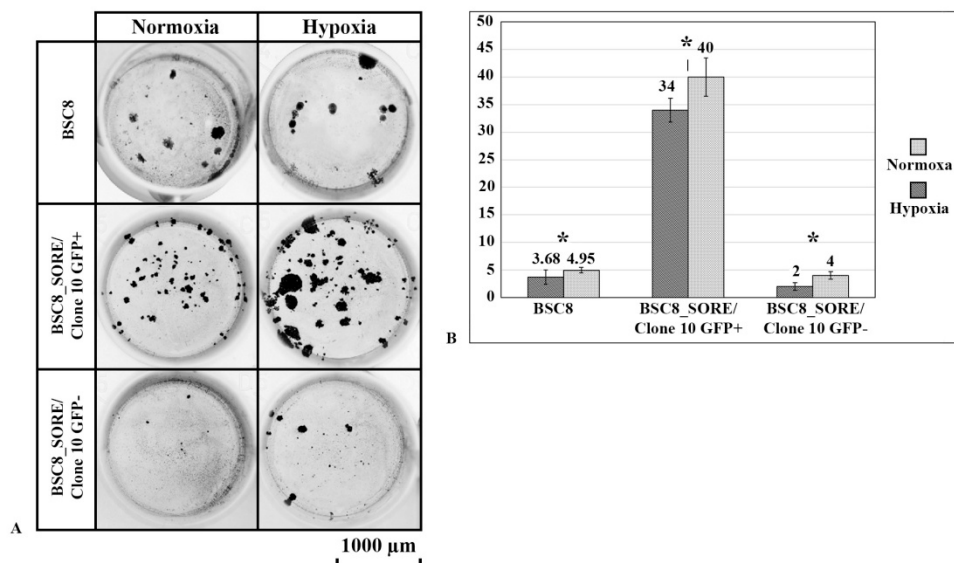 Normoxia Hypoxia
BSC8
BSC8_SORE/
Clone 10 GFP+
BSC8_SORE/
Clone 10 GFP-
A
1000 µm
50
45
40
35
30
25
20
15
10
5
0
*
3.68 4.95
*
34 40
*
2 4
BSC8
BSC8_SORE/
Clone 10 GFP+
BSC8_SORE/
Clone 10 GFP-
Normoxa
Hypoxia
B